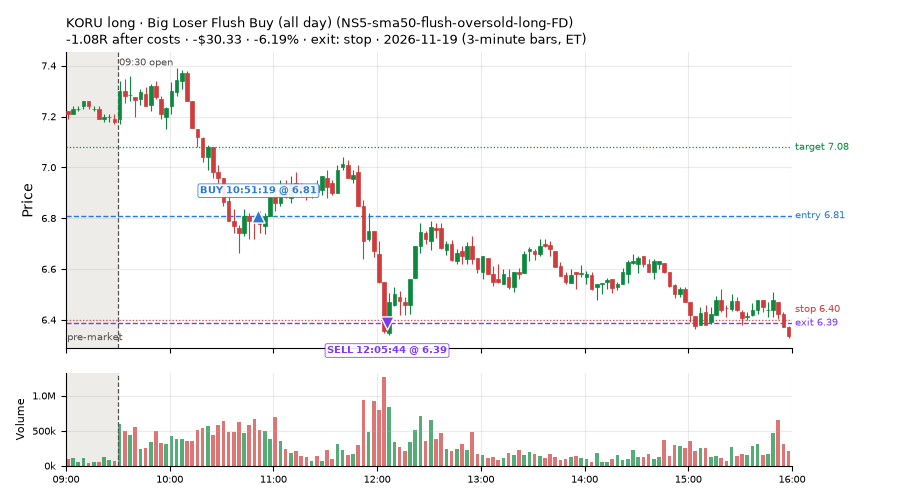 KORU long · Big Loser Flush Buy (all day) (NS5-sma50-flush-oversold-long-FD)
-1.08R after costs · -$30.33 · -6.19% · exit: stop · 2026-11-19 (3-minute bars, ET)
7.4
09:30 open
7.2
target 7.08
7.0
BUY 10:51:19 @ 6.81
Price
6.8
entry 6.81
6.6
stop 6.40
6.4
exit 6.39
pre-market
SELL 12:05:44 @ 6.39
Volume
1.0M
500k
0k
09:00 10:00 11:00 12:00 13:00 14:00 15:00 16:00